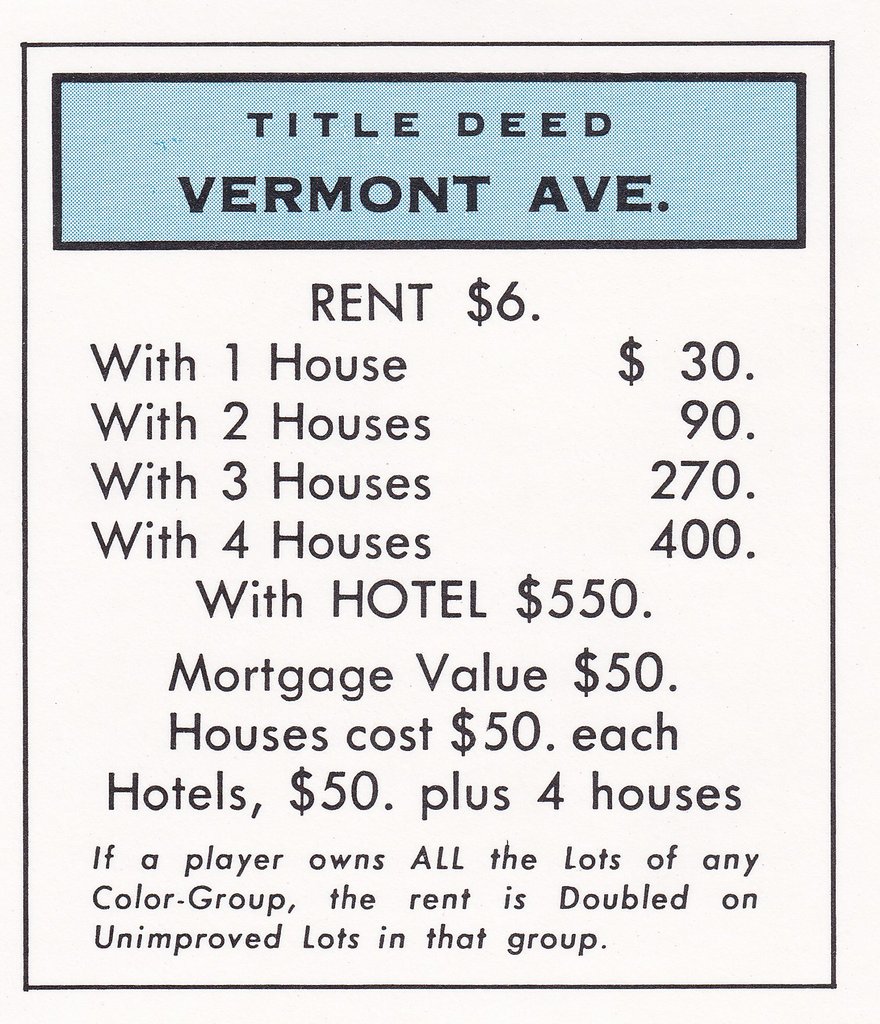 TITLE DEED
VERMONT AVE.
RENT $6.
With 1 House $ 30.
With 2 Houses 90.
With 3 Houses 270.
With 4 Houses 400.
With HOTEL $550.
Mortgage Value $50.
Houses cost $50. each
Hotels, $50. plus 4 houses
If a player owns ALL the Lots of any
Color-Group, the rent is Doubled on
Unimproved Lots in that group.